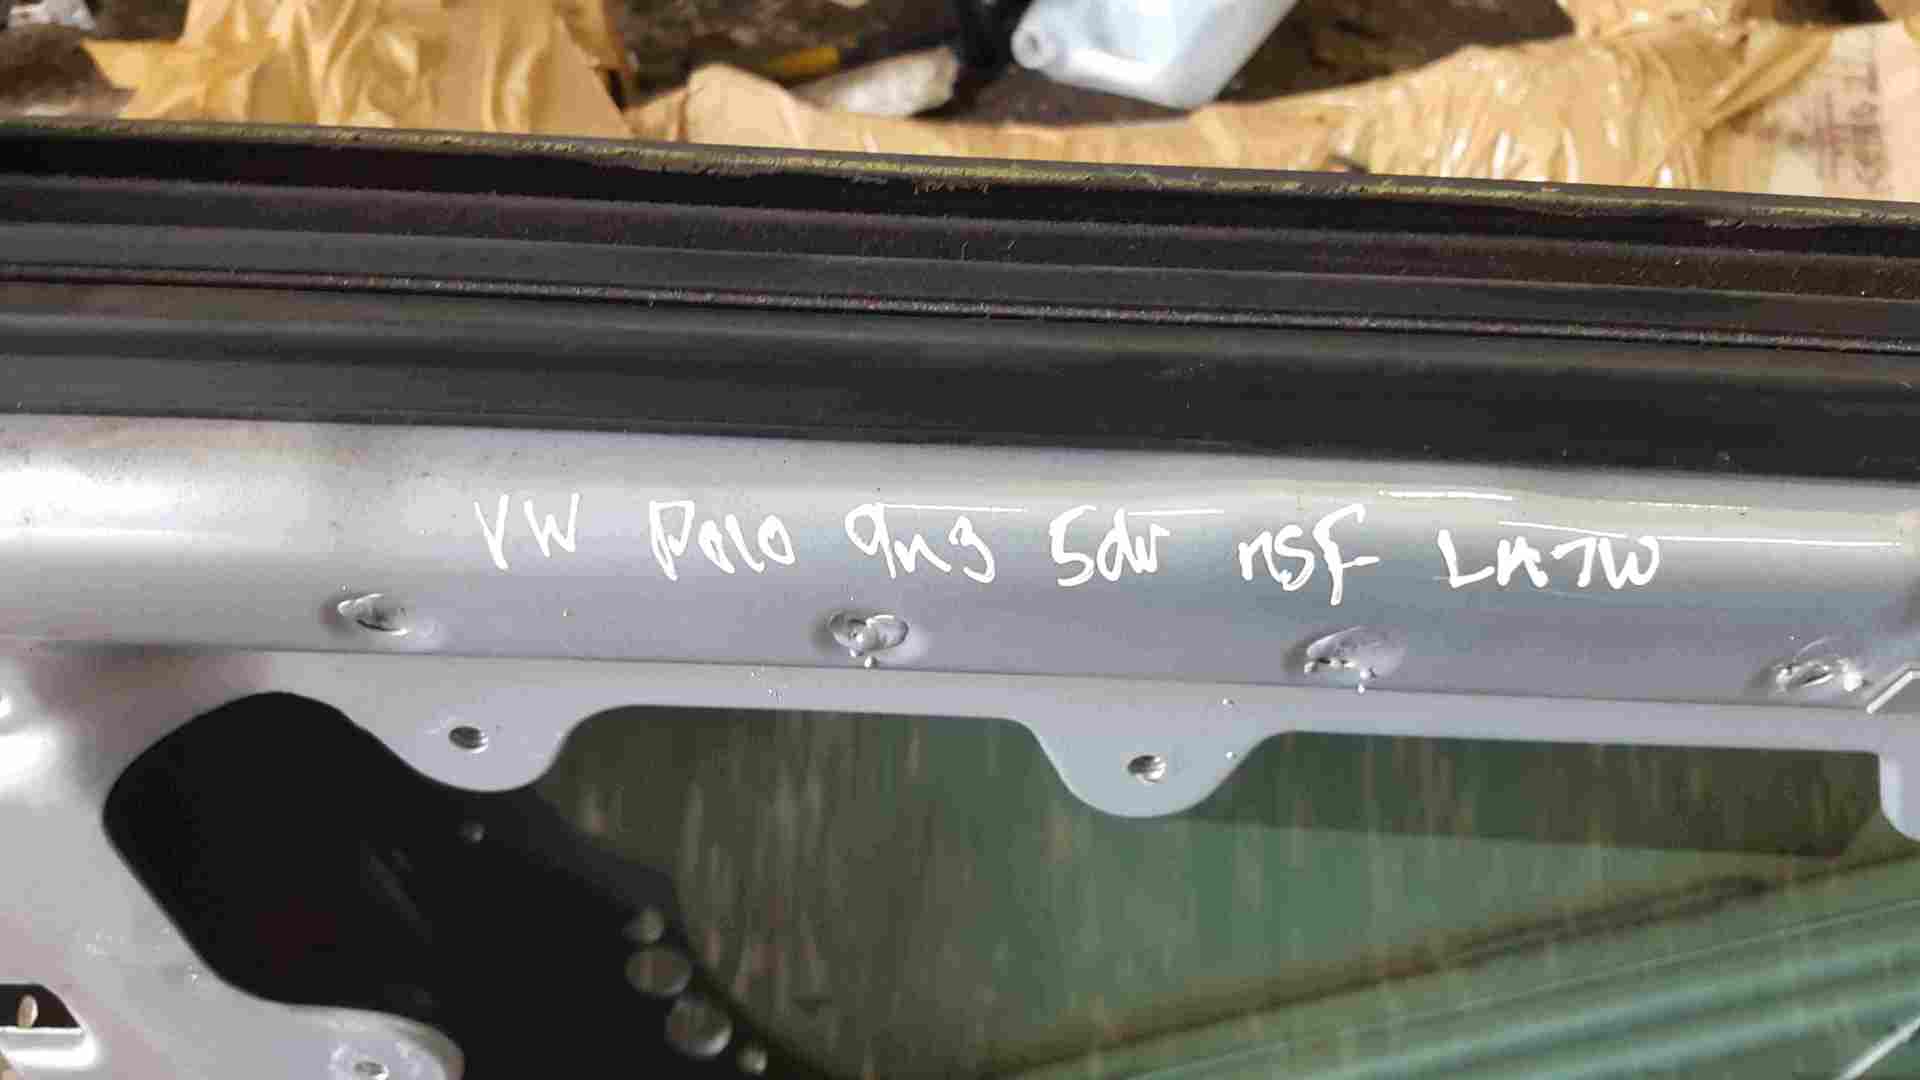 VW Polo 9n3 5dr nsf LA7W